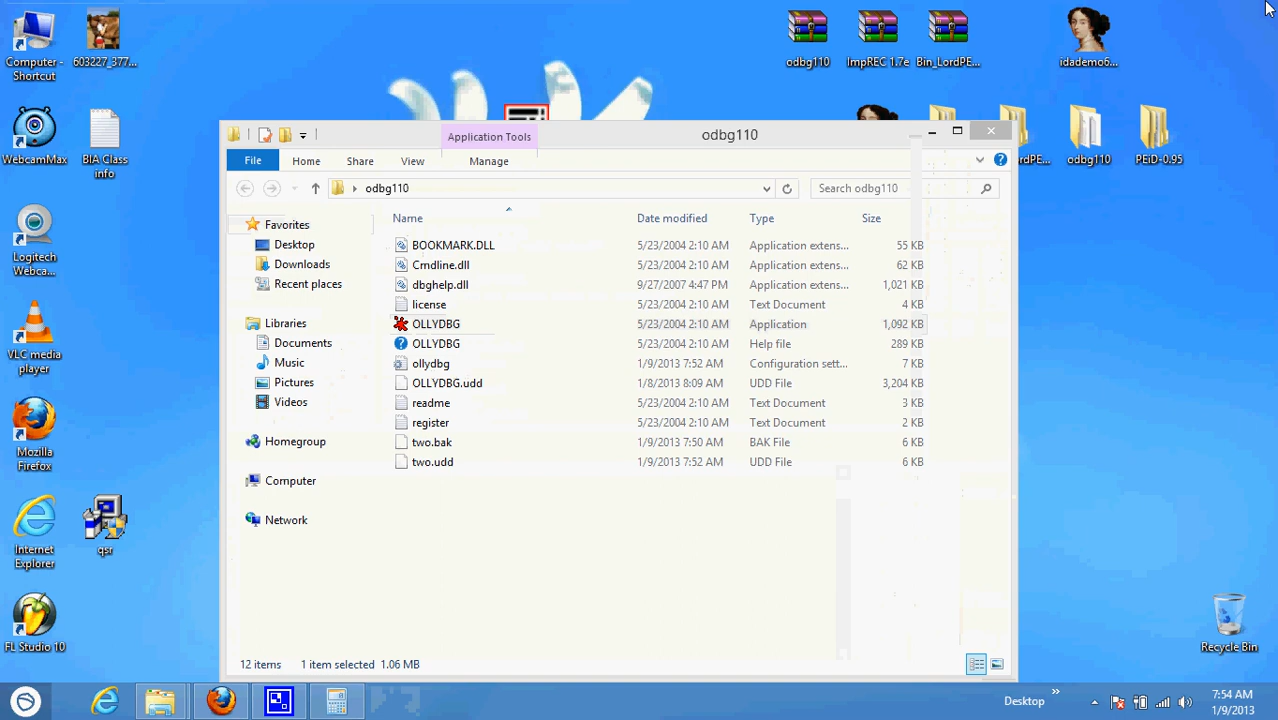 Computer - Shortcut
603227_377...
odbg110
ImpREC 1.7e
Bin_LordPE...
idademo6...
WebcamMax
BIA Class info
ordPE...
odbg110
PEiD-0.95
Logitech Webca...
VLC media player
Mozilla Firefox
Internet Explorer
qsr
FL Studio 10
Recycle Bin
Application Tools
odbg110
File
Home
Share
View
Manage
odbg110
Search odbg110
Name
Date modified
Type
Size
Favorites
Desktop
Downloads
Recent places
Libraries
Documents
Music
Pictures
Videos
Homegroup
Computer
Network
BOOKMARK.DLL 5/23/2004 2:10 AM Application extens... 55 KB
Cmdline.dll 5/23/2004 2:10 AM Application extens... 62 KB
dbghelp.dll 9/27/2007 4:47 PM Application extens... 1,021 KB
license 5/23/2004 2:10 AM Text Document 4 KB
OLLYDBG 5/23/2004 2:10 AM Application 1,092 KB
OLLYDBG 5/23/2004 2:10 AM Help file 289 KB
ollydbg 1/9/2013 7:52 AM Configuration sett... 7 KB
OLLYDBG.udd 1/8/2013 8:09 AM UDD File 3,204 KB
readme 5/23/2004 2:10 AM Text Document 3 KB
register 5/23/2004 2:10 AM Text Document 2 KB
two.bak 1/9/2013 7:50 AM BAK File 6 KB
two.udd 1/9/2013 7:52 AM UDD File 6 KB
12 items 1 item selected 1.06 MB
Desktop
7:54 AM
1/9/2013